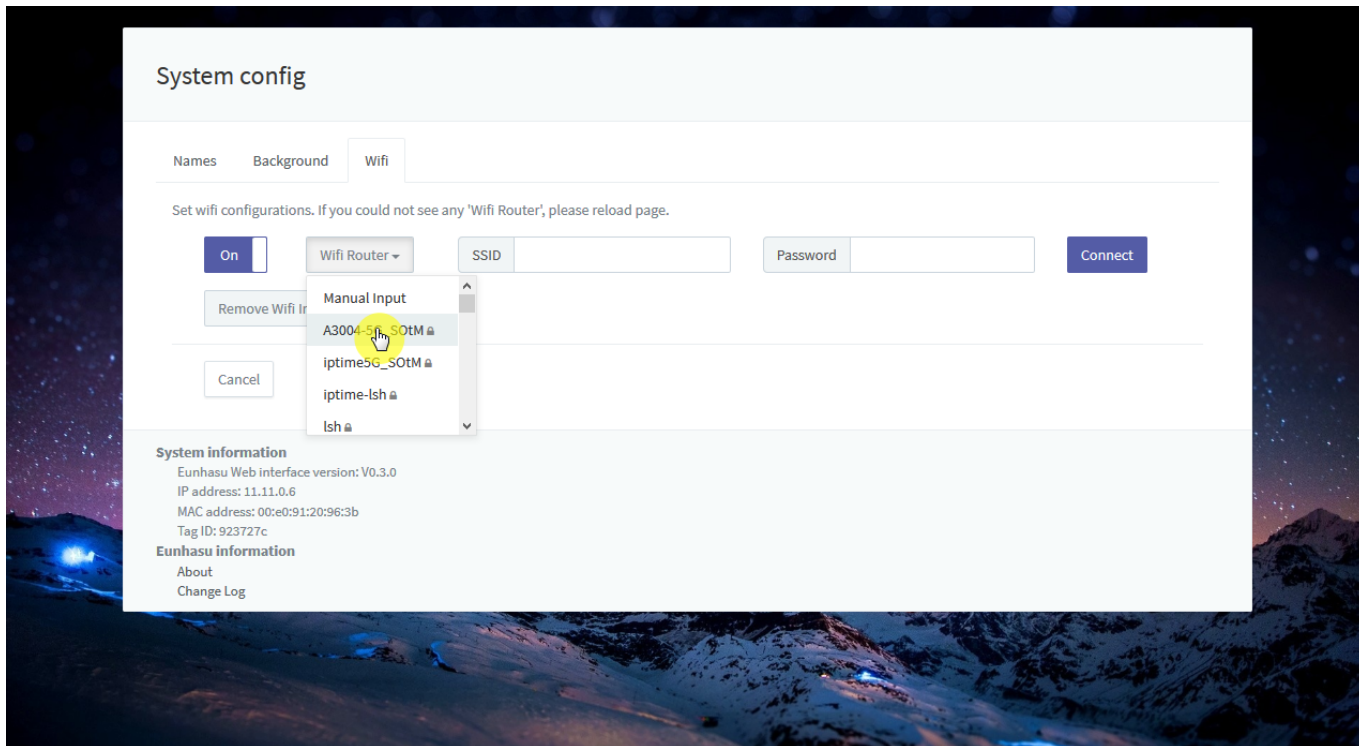 System config
Names Background Wifi
Set wifi configurations. If you could not see any 'Wifi Router', please reload page.
On Wifi Router SSID Password Connect
Manual Input
Remove Wifi
A3004-5G_SOtM
iptime5G_SOtM
Cancel
iptime-lsh
lsh
System information
Eunhasu Web interface version: V0.3.0
IP address: 11.11.0.6
MAC address: 00:e0:91:20:96:3b
Tag ID: 923727c
Eunhasu information
About
Change Log